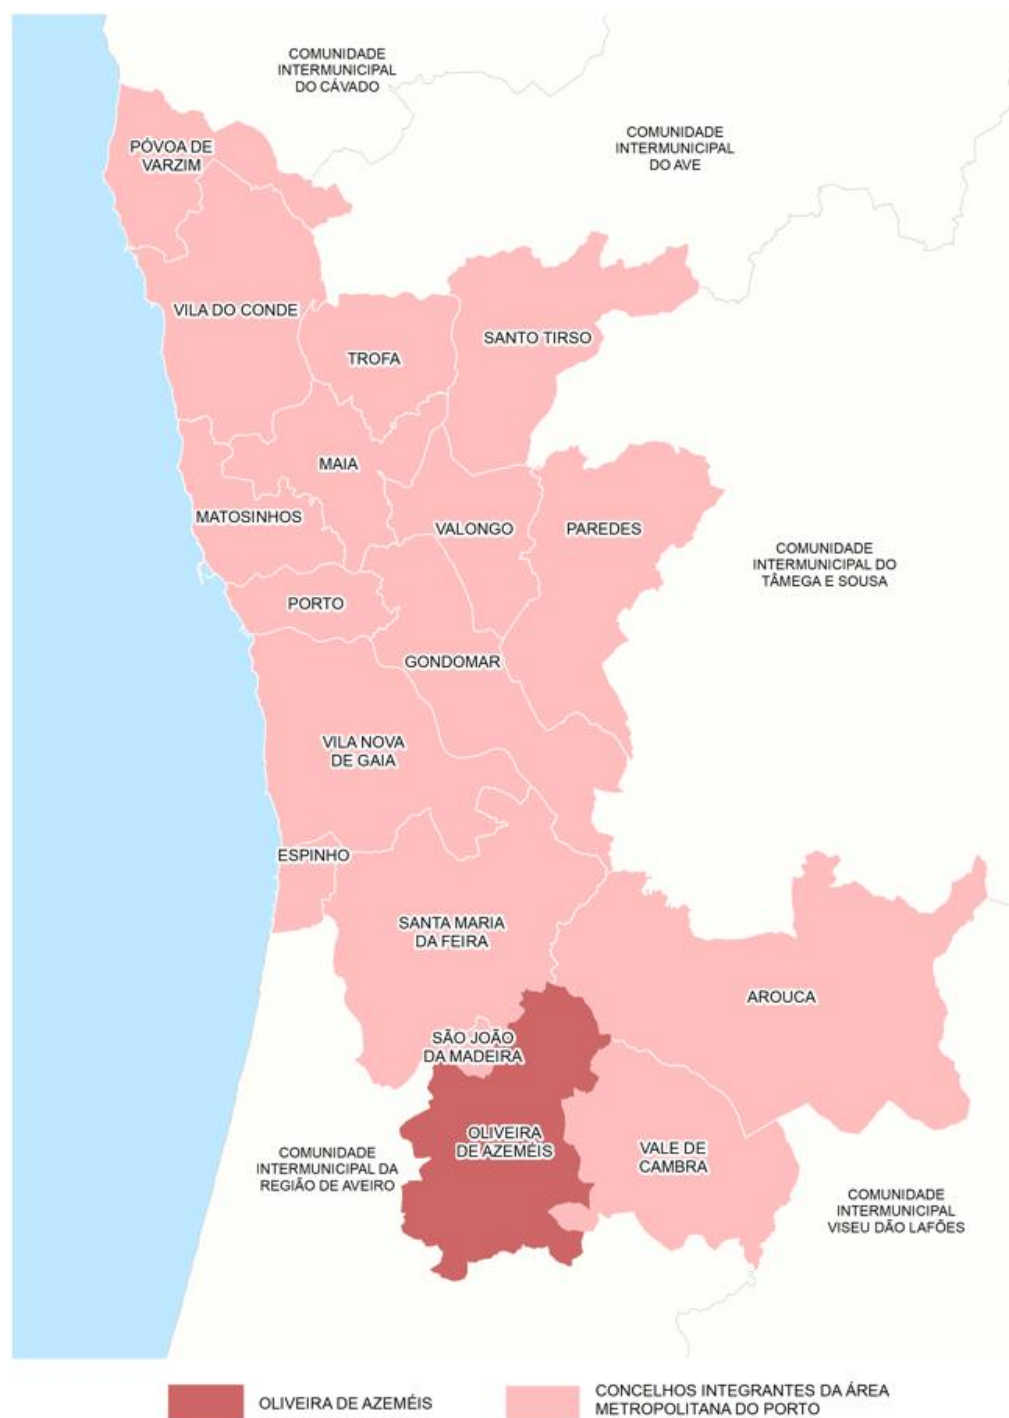 COMUNIDADE
INTERMUNICIPAL
DO CÁVADO
COMUNIDADE
INTERMUNICIPAL
DO AVE
PÓVOA DE
VARZIM
VILA DO CONDE
TROFA
SANTO TIRSO
MAIA
MATOSINHOS
VALONGO
PAREDES
COMUNIDADE
INTERMUNICIPAL DO
TÂMEGA E SOUSA
PORTO
GONDOMAR
VILA NOVA
DE GAIA
ESPINHO
SANTA MARIA
DA FEIRA
AROUCA
SÃO JOÃO
DA MADEIRA
OLIVEIRA
DE AZEMÉIS
VALE DE
CAMBRA
COMUNIDADE
INTERMUNICIPAL DA
REGIÃO DE AVEIRO
COMUNIDADE
INTERMUNICIPAL
VISEU DÃO LAFÕES
OLIVEIRA DE AZEMÉIS
CONCELHOS INTEGRANTES DA ÁREA
METROPOLITANA DO PORTO